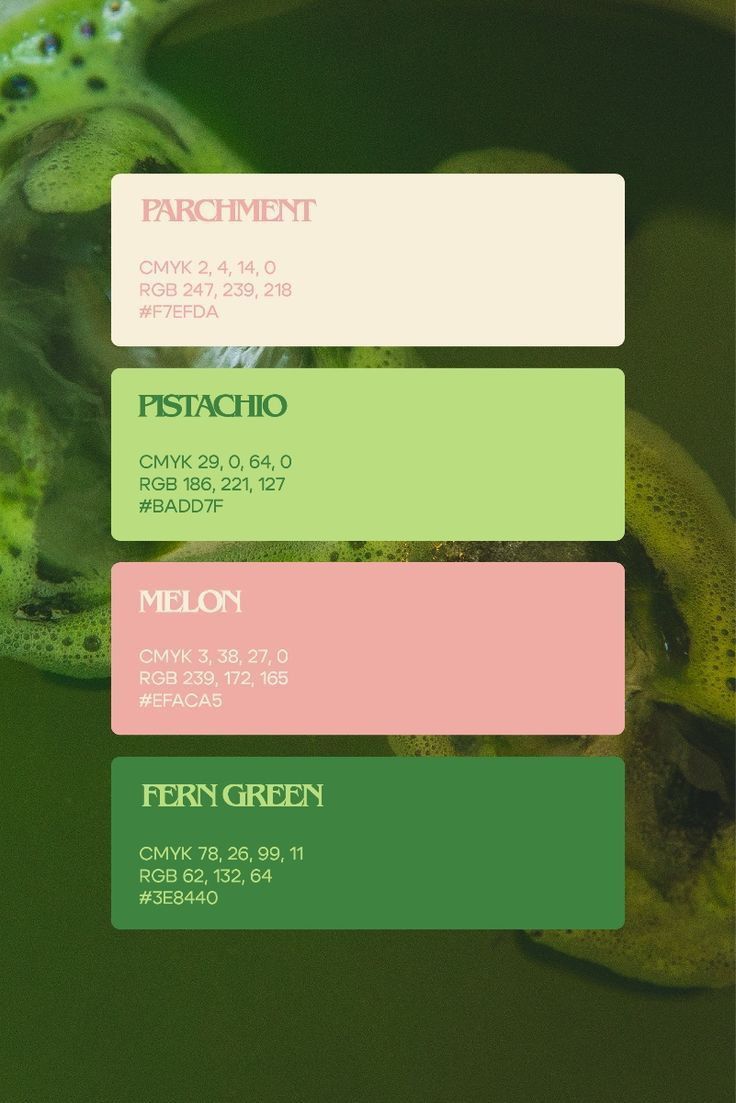 PARCHMENT
CMYK 2, 4, 14, 0
RGB 247, 239, 218
#F7EFDA
PISTACHIO
CMYK 29, 0, 64, 0
RGB 186, 221, 127
#BADD7F
MELON
CMYK 3, 38, 27, 0
RGB 239, 172, 165
#EFACA5
FERN GREEN
CMYK 78, 26, 99, 11
RGB 62, 132, 64
#3E8440